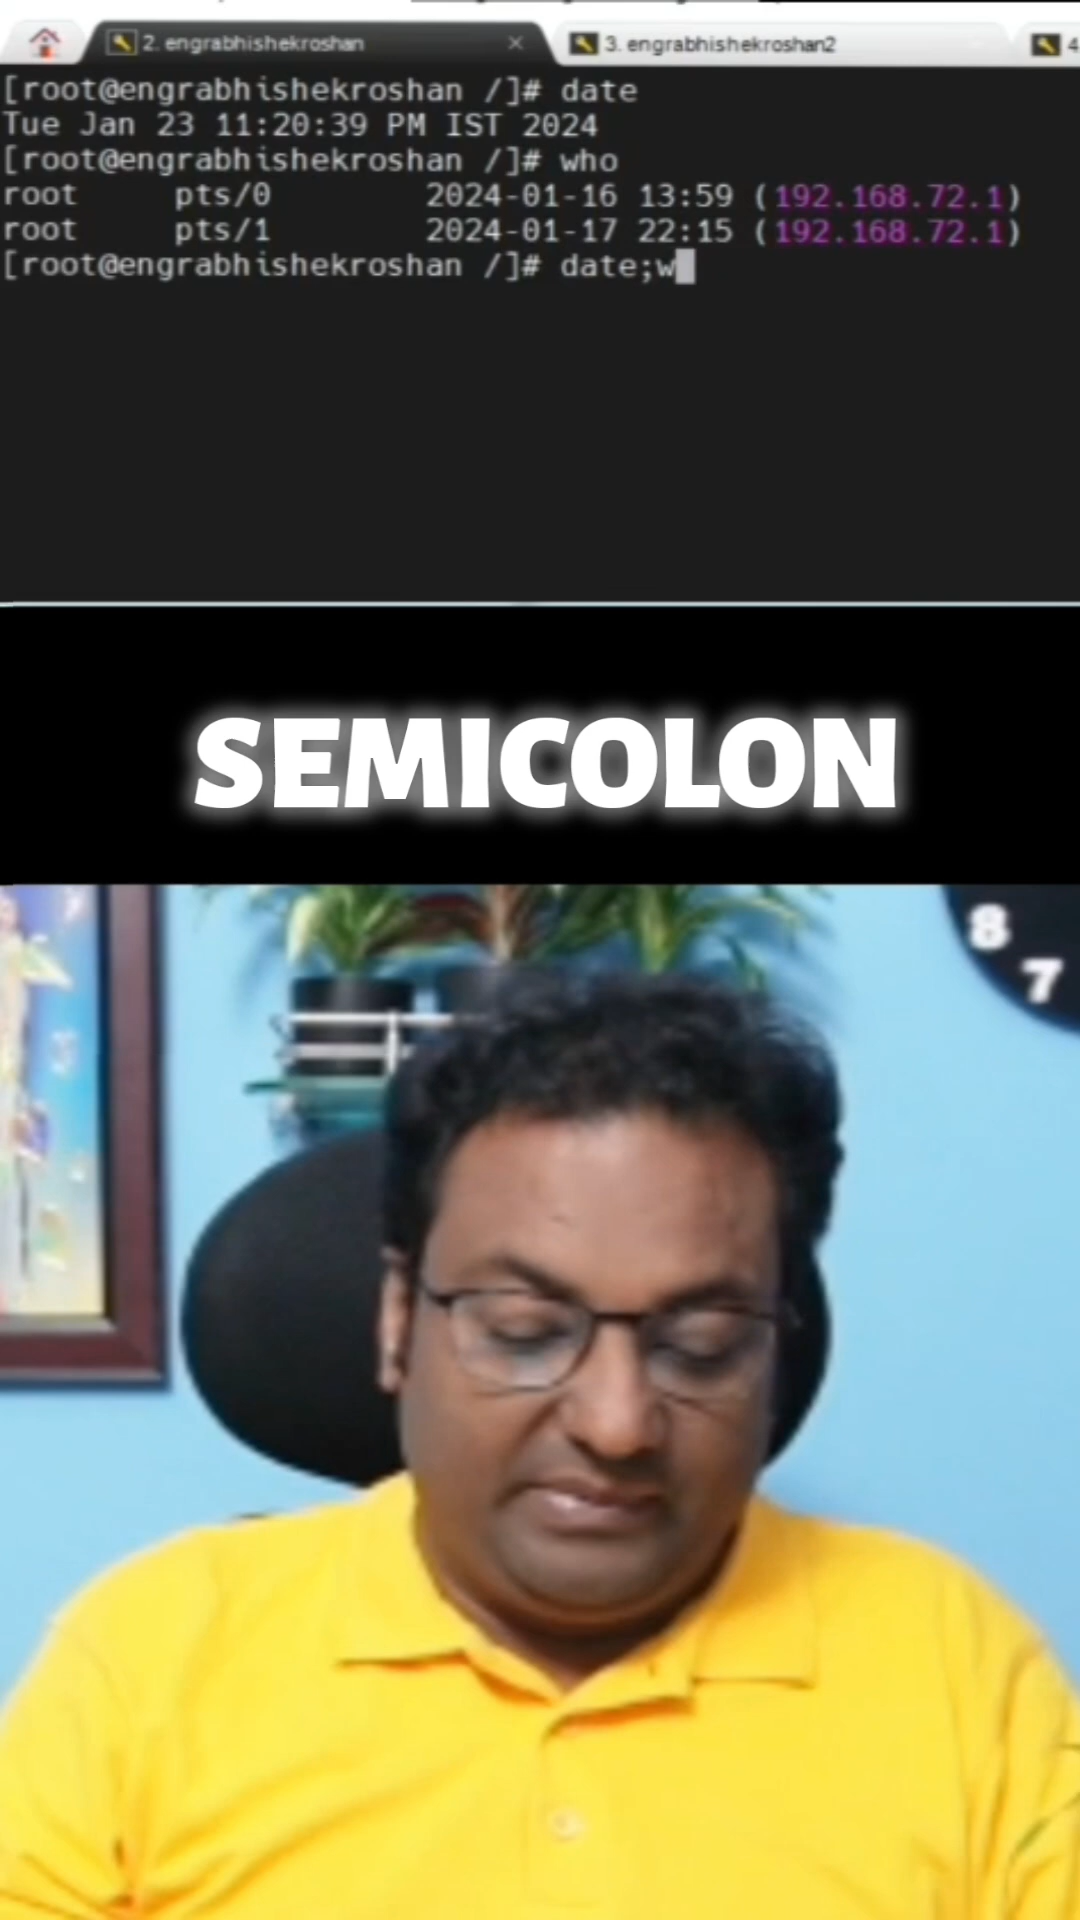 2. engrabhishekroshan
3. engrabhishekroshan2
4
[root@engrabhishekroshan /]# date
Tue Jan 23 11:20:39 PM IST 2024
[root@engrabhishekroshan /]# who
root pts/0 2024-01-16 13:59 (192.168.72.1)
root pts/1 2024-01-17 22:15 (192.168.72.1)
[root@engrabhishekroshan /]# date;w
SEMICOLON
8
7